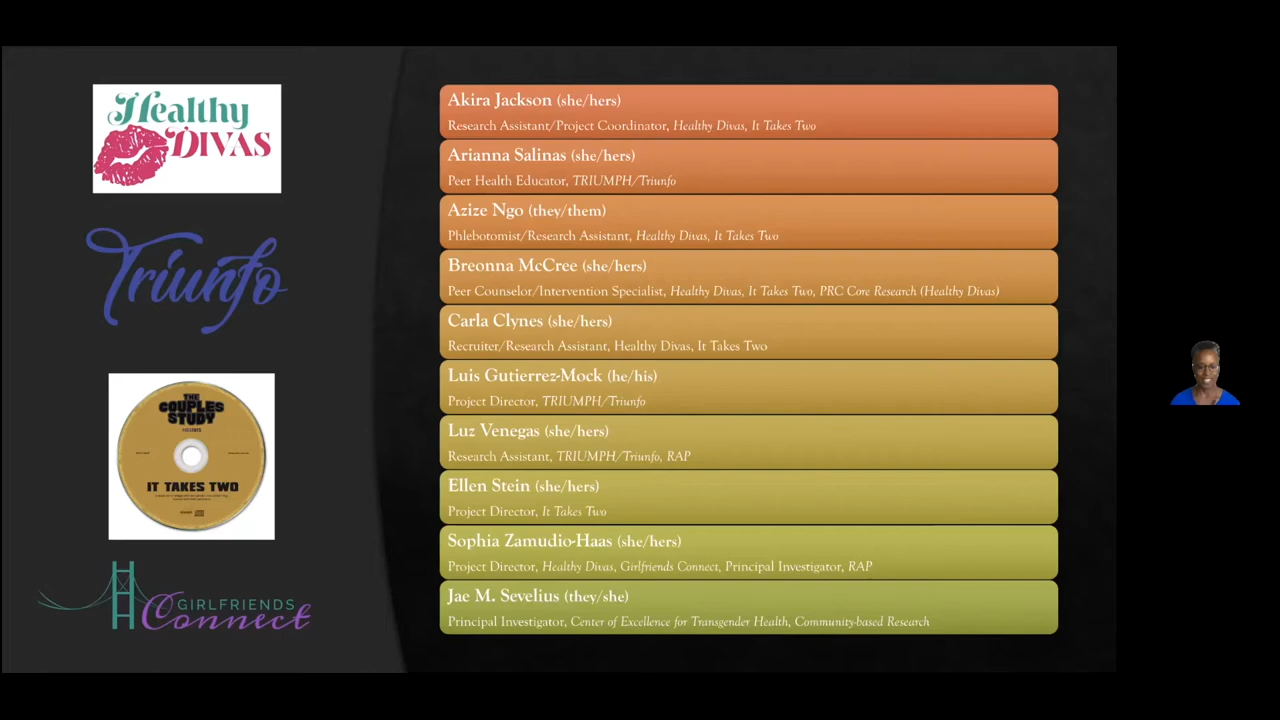 Healthy
DIVAS
Triunfo
THE
COUPLES
STUDY
PRESENTS
IT TAKES TWO
GIRLFRIENDS
Connect
Akira Jackson (she/hers)
Research Assistant/Project Coordinator, Healthy Divas, It Takes Two
Arianna Salinas (she/hers)
Peer Health Educator, TRIUMPH/Triunfo
Azize Ngo (they/them)
Phlebotomist/Research Assistant, Healthy Divas, It Takes Two
Breonna McCree (she/hers)
Peer Counselor/Intervention Specialist, Healthy Divas, It Takes Two, PRC Core Research (Healthy Divas)
Carla Clynes (she/hers)
Recruiter/Research Assistant, Healthy Divas, It Takes Two
Luis Gutierrez-Mock (he/his)
Project Director, TRIUMPH/Triunfo
Luz Venegas (she/hers)
Research Assistant, TRIUMPH/Triunfo, RAP
Ellen Stein (she/hers)
Project Director, It Takes Two
Sophia Zamudio-Haas (she/hers)
Project Director, Healthy Divas, Girlfriends Connect, Principal Investigator, RAP
Jae M. Sevelius (they/she)
Principal Investigator, Center of Excellence for Transgender Health, Community-based Research